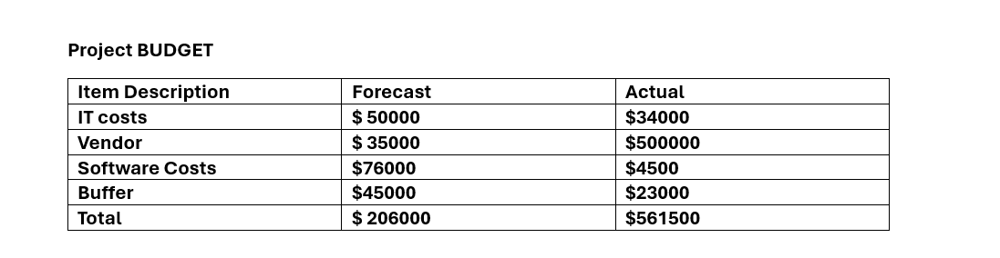 Project BUDGET
Item Description Forecast Actual
IT costs $ 50000 $34000
Vendor $ 35000 $500000
Software Costs $76000 $4500
Buffer $45000 $23000
Total $ 206000 $561500